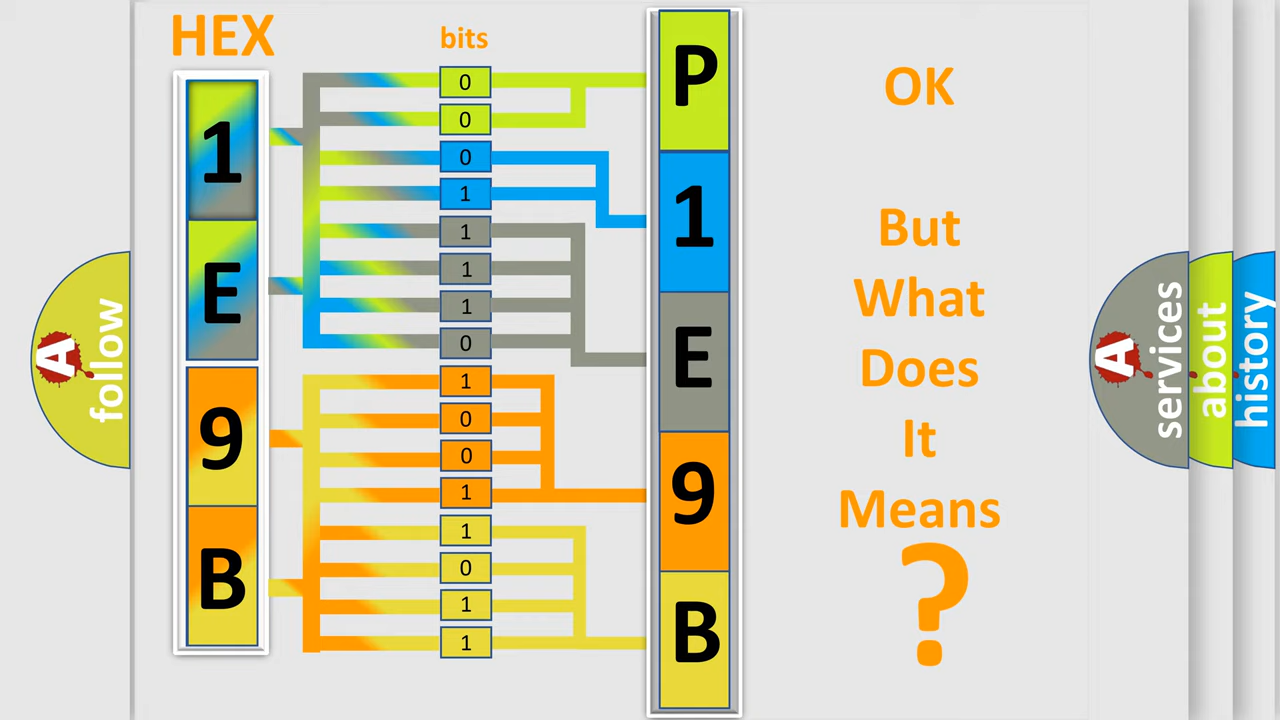 HEX
bits
1
E
9
B
0
0
0
1
1
1
1
0
1
0
0
1
1
0
1
1
P
1
E
9
B
OK
But
What
Does
It
Means
?
A
follow
A
services
about
history